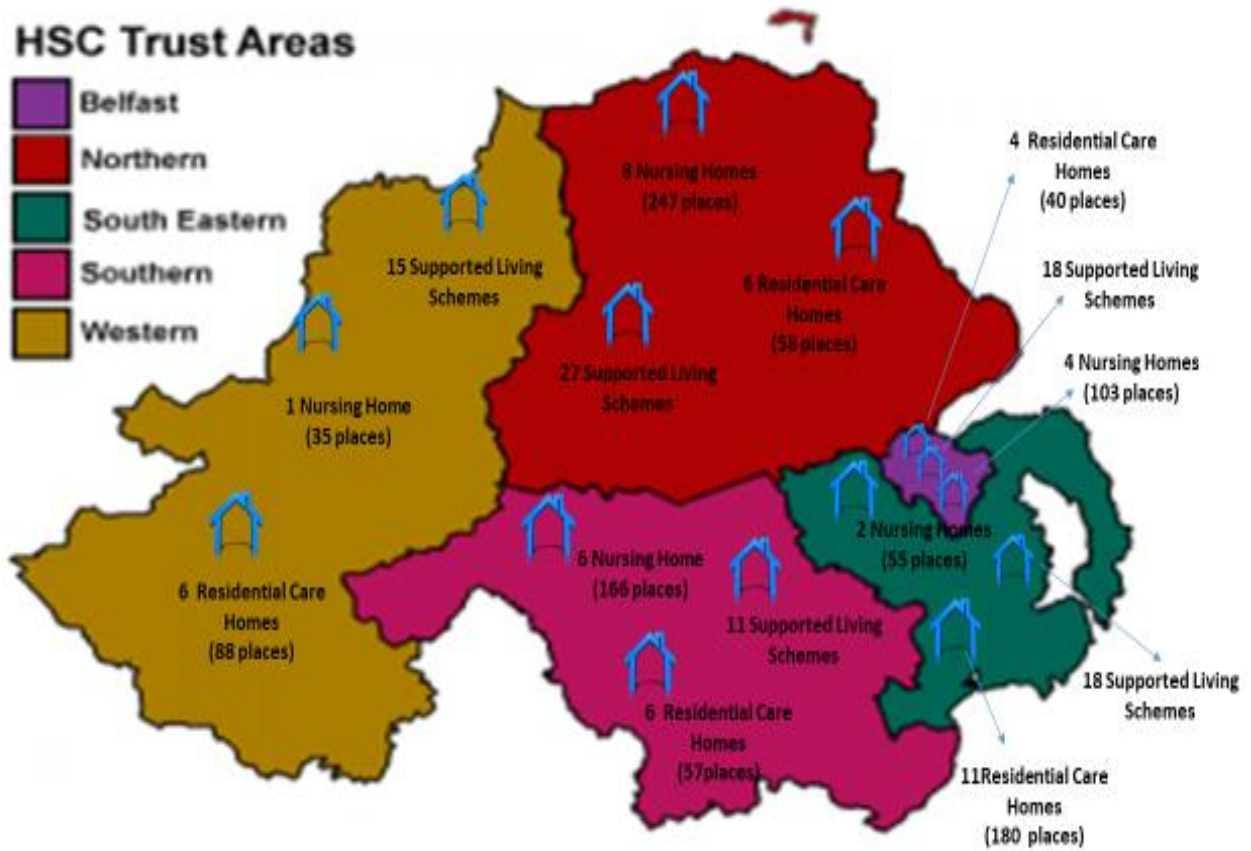 HSC Trust Areas
Belfast
Northern
South Eastern
Southern
Western
8 Nursing Homes
(247 places)
6 Residential Care
Homes
(58 places)
27 Supported Living
Schemes
15 Supported Living
Schemes
1 Nursing Home
(35 places)
6 Residential Care
Homes
(88 places)
6 Nursing Home
(166 places)
11 Supported Living
Schemes
6 Residential Care
Homes
(57places)
4 Residential Care
Homes
(40 places)
18 Supported Living
Schemes
4 Nursing Homes
(103 places)
2 Nursing Homes
(55 places)
18 Supported Living
Schemes
11Residential Care
Homes
(180 places)